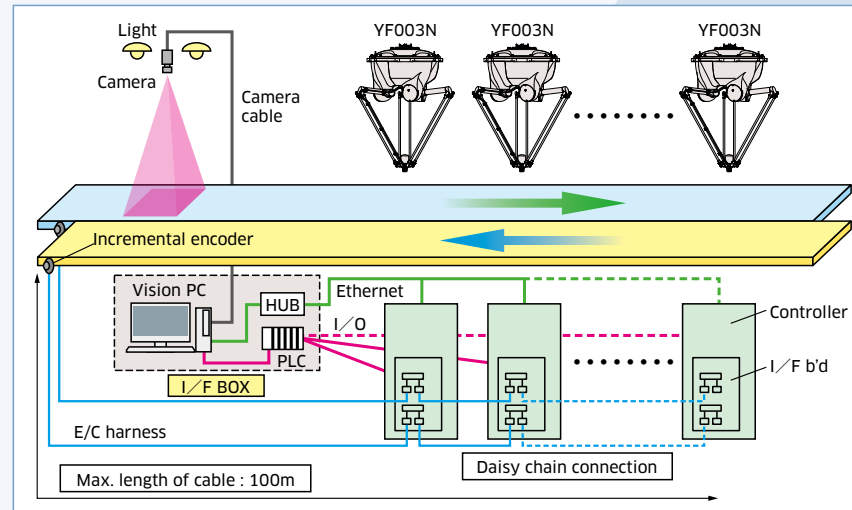 Light
YF003N
YF003N
YF003N
Camera
Camera
cable
Incremental encoder
Vision PC
HUB
Ethernet
I/O
PLC
Controller
I/F b'd
I/F BOX
E/C harness
Daisy chain connection
Max. length of cable : 100m